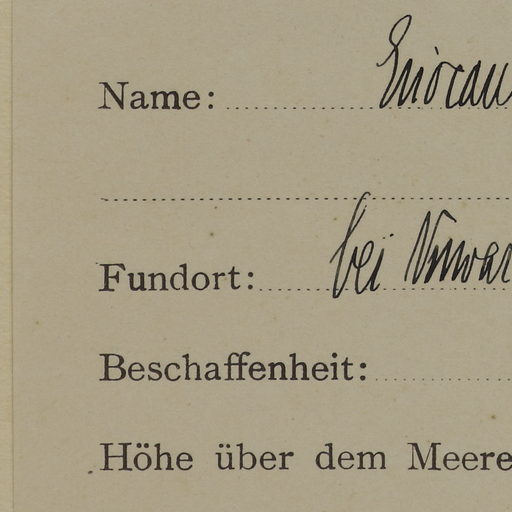 Name:
Fundort: bei
Beschaffenheit:
Höhe über dem Meere